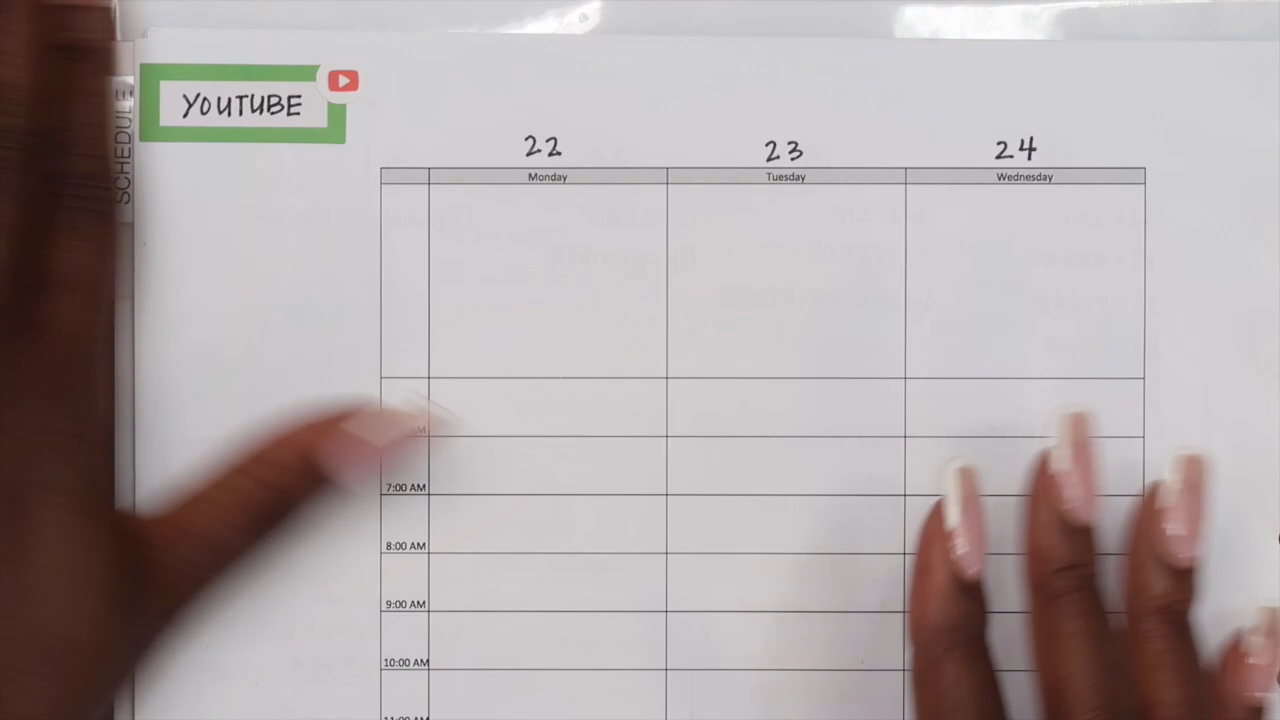 SCHEDULE
YOUTUBE
22 23 24
Monday Tuesday Wednesday
7:00 AM
8:00 AM
9:00 AM
10:00 AM